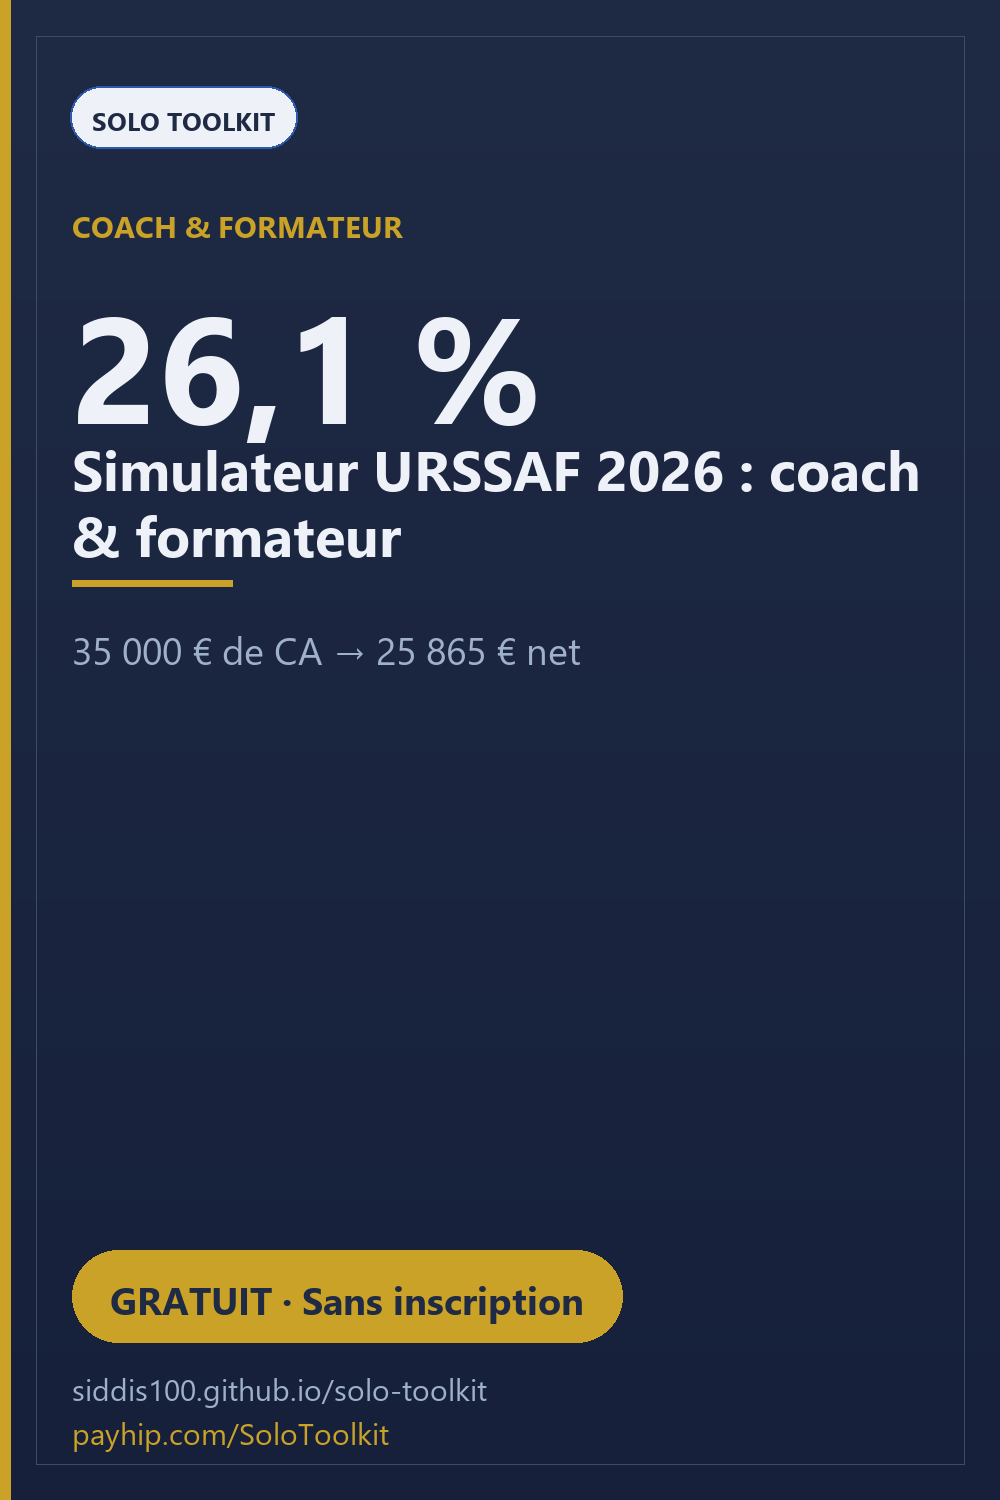 SOLO TOOLKIT
COACH & FORMATEUR
26,1 %
Simulateur URSSAF 2026 : coach
& formateur
35 000 € de CA → 25 865 € net
GRATUIT · Sans inscription
siddis100.github.io/solo-toolkit
payhip.com/SoloToolkit